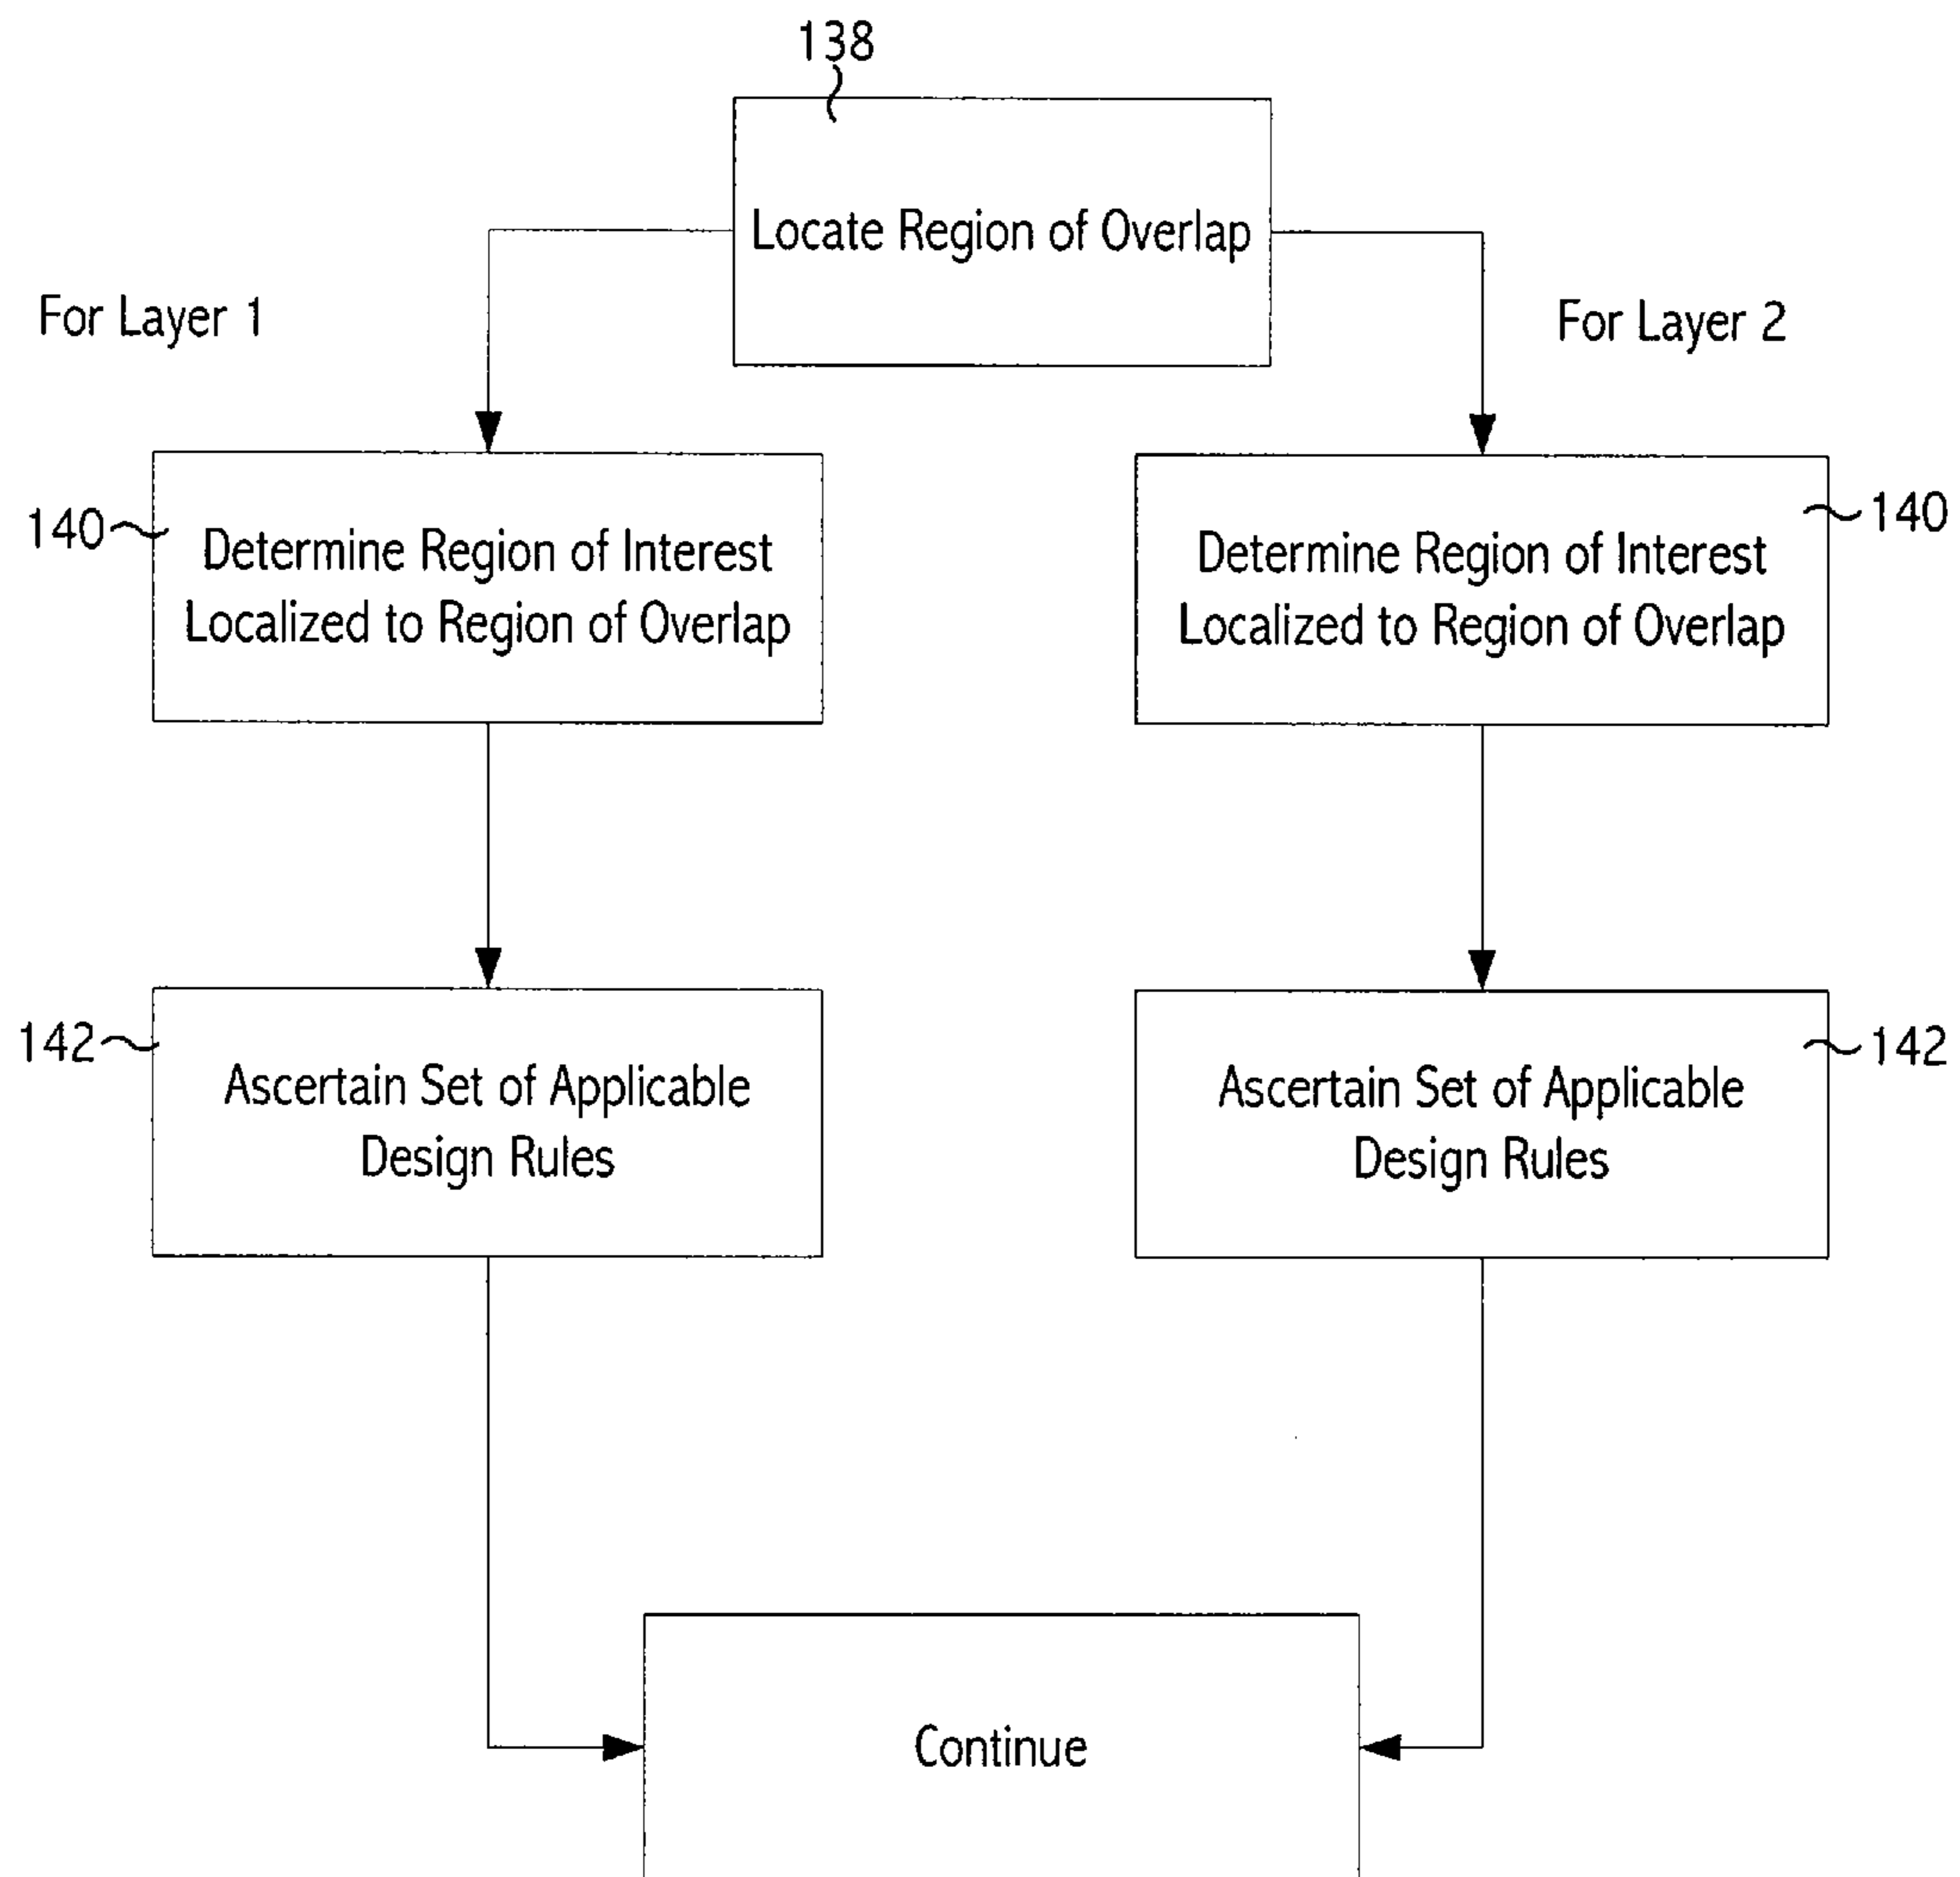 138
Locate Region of Overlap
For Layer 1
For Layer 2
140
Determine Region of Interest
Localized to Region of Overlap
Determine Region of Interest
Localized to Region of Overlap
140
142
Ascertain Set of Applicable
Design Rules
Ascertain Set of Applicable
Design Rules
142
Continue